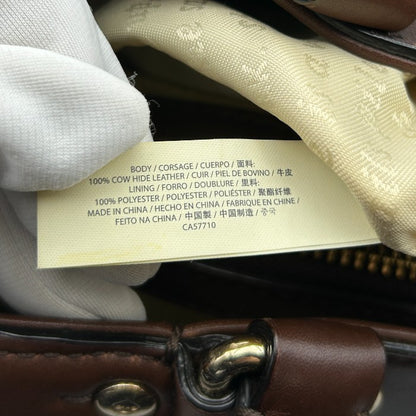 BODY / CORSAGE / CUERPO / 面料:
100% COW HIDE LEATHER / CUIR / PIEL DE BOVINO / 牛皮
LINING / FORRO / DOUBLURE / 里料:
100% POLYESTER / POLYESTER / POLIÉSTER / 聚酯纤维
MADE IN CHINA / HECHO EN CHINA / FABRIQUE EN CHINE /
FEITO NA CHINA / 中国製 / 中国制造 / 중국
CA57710